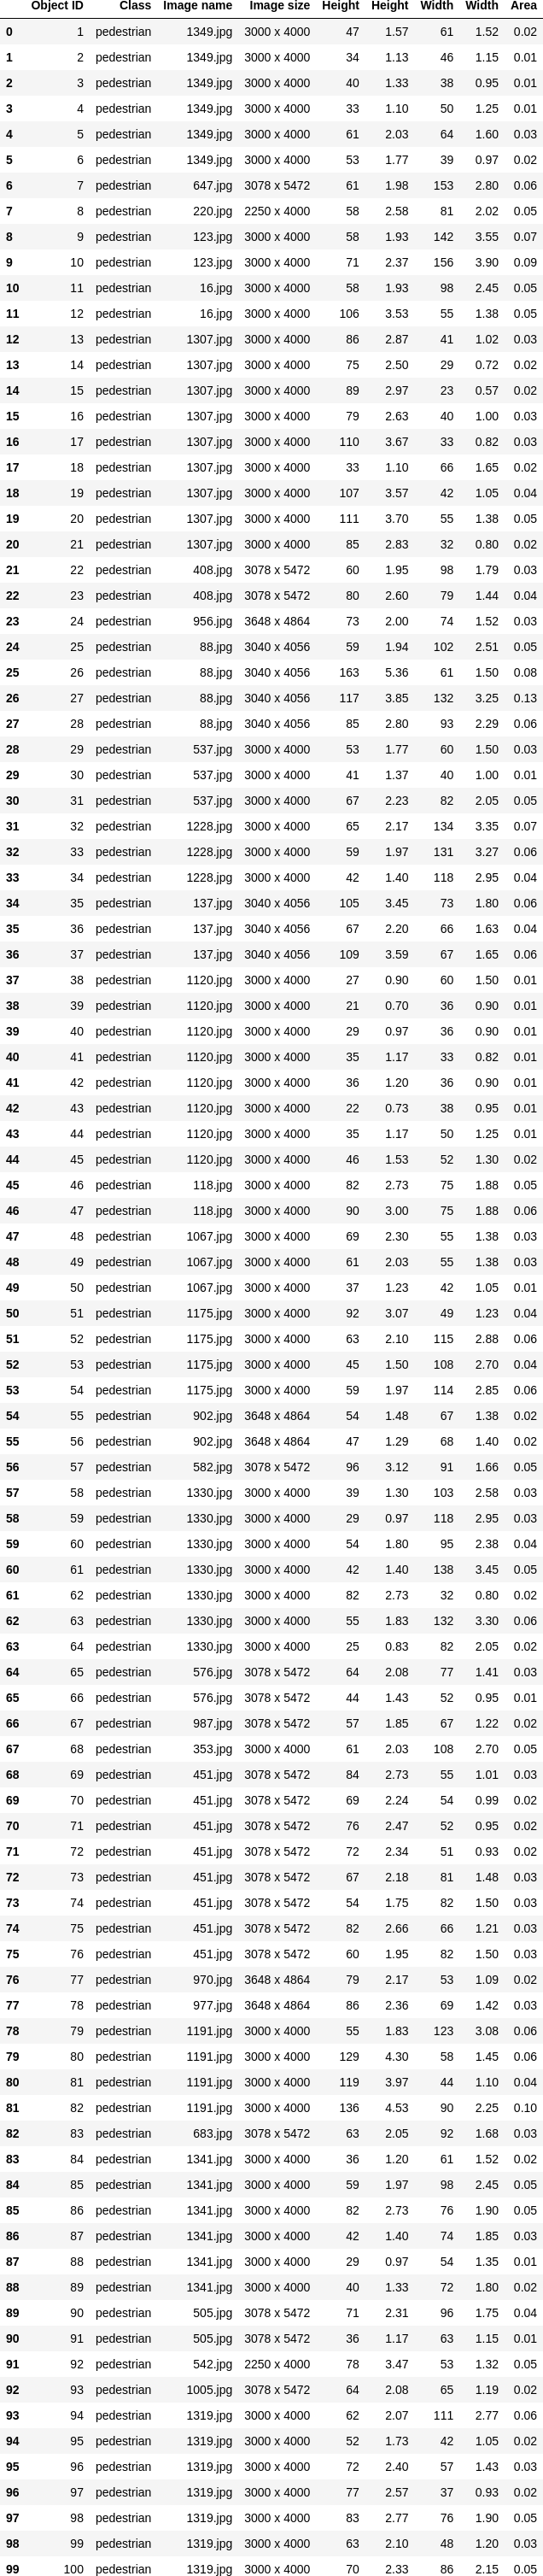 Object ID Class Image name Image size Height Height Width Width Area
0 1 pedestrian 1349.jpg 3000 x 4000 47 1.57 61 1.52 0.02
1 2 pedestrian 1349.jpg 3000 x 4000 34 1.13 46 1.15 0.01
2 3 pedestrian 1349.jpg 3000 x 4000 40 1.33 38 0.95 0.01
3 4 pedestrian 1349.jpg 3000 x 4000 33 1.10 50 1.25 0.01
4 5 pedestrian 1349.jpg 3000 x 4000 61 2.03 64 1.60 0.03
5 6 pedestrian 1349.jpg 3000 x 4000 53 1.77 39 0.97 0.02
6 7 pedestrian 647.jpg 3078 x 5472 61 1.98 153 2.80 0.06
7 8 pedestrian 220.jpg 2250 x 4000 58 2.58 81 2.02 0.05
8 9 pedestrian 123.jpg 3000 x 4000 58 1.93 142 3.55 0.07
9 10 pedestrian 123.jpg 3000 x 4000 71 2.37 156 3.90 0.09
10 11 pedestrian 16.jpg 3000 x 4000 58 1.93 98 2.45 0.05
11 12 pedestrian 16.jpg 3000 x 4000 106 3.53 55 1.38 0.05
12 13 pedestrian 1307.jpg 3000 x 4000 86 2.87 41 1.02 0.03
13 14 pedestrian 1307.jpg 3000 x 4000 75 2.50 29 0.72 0.02
14 15 pedestrian 1307.jpg 3000 x 4000 89 2.97 23 0.57 0.02
15 16 pedestrian 1307.jpg 3000 x 4000 79 2.63 40 1.00 0.03
16 17 pedestrian 1307.jpg 3000 x 4000 110 3.67 33 0.82 0.03
17 18 pedestrian 1307.jpg 3000 x 4000 33 1.10 66 1.65 0.02
18 19 pedestrian 1307.jpg 3000 x 4000 107 3.57 42 1.05 0.04
19 20 pedestrian 1307.jpg 3000 x 4000 111 3.70 55 1.38 0.05
20 21 pedestrian 1307.jpg 3000 x 4000 85 2.83 32 0.80 0.02
21 22 pedestrian 408.jpg 3078 x 5472 60 1.95 98 1.79 0.03
22 23 pedestrian 408.jpg 3078 x 5472 80 2.60 79 1.44 0.04
23 24 pedestrian 956.jpg 3648 x 4864 73 2.00 74 1.52 0.03
24 25 pedestrian 88.jpg 3040 x 4056 59 1.94 102 2.51 0.05
25 26 pedestrian 88.jpg 3040 x 4056 163 5.36 61 1.50 0.08
26 27 pedestrian 88.jpg 3040 x 4056 117 3.85 132 3.25 0.13
27 28 pedestrian 88.jpg 3040 x 4056 85 2.80 93 2.29 0.06
28 29 pedestrian 537.jpg 3000 x 4000 53 1.77 60 1.50 0.03
29 30 pedestrian 537.jpg 3000 x 4000 41 1.37 40 1.00 0.01
30 31 pedestrian 537.jpg 3000 x 4000 67 2.23 82 2.05 0.05
31 32 pedestrian 1228.jpg 3000 x 4000 65 2.17 134 3.35 0.07
32 33 pedestrian 1228.jpg 3000 x 4000 59 1.97 131 3.27 0.06
33 34 pedestrian 1228.jpg 3000 x 4000 42 1.40 118 2.95 0.04
34 35 pedestrian 137.jpg 3040 x 4056 105 3.45 73 1.80 0.06
35 36 pedestrian 137.jpg 3040 x 4056 67 2.20 66 1.63 0.04
36 37 pedestrian 137.jpg 3040 x 4056 109 3.59 67 1.65 0.06
37 38 pedestrian 1120.jpg 3000 x 4000 27 0.90 60 1.50 0.01
38 39 pedestrian 1120.jpg 3000 x 4000 21 0.70 36 0.90 0.01
39 40 pedestrian 1120.jpg 3000 x 4000 29 0.97 36 0.90 0.01
40 41 pedestrian 1120.jpg 3000 x 4000 35 1.17 33 0.82 0.01
41 42 pedestrian 1120.jpg 3000 x 4000 36 1.20 36 0.90 0.01
42 43 pedestrian 1120.jpg 3000 x 4000 22 0.73 38 0.95 0.01
43 44 pedestrian 1120.jpg 3000 x 4000 35 1.17 50 1.25 0.01
44 45 pedestrian 1120.jpg 3000 x 4000 46 1.53 52 1.30 0.02
45 46 pedestrian 118.jpg 3000 x 4000 82 2.73 75 1.88 0.05
46 47 pedestrian 118.jpg 3000 x 4000 90 3.00 75 1.88 0.06
47 48 pedestrian 1067.jpg 3000 x 4000 69 2.30 55 1.38 0.03
48 49 pedestrian 1067.jpg 3000 x 4000 61 2.03 55 1.38 0.03
49 50 pedestrian 1067.jpg 3000 x 4000 37 1.23 42 1.05 0.01
50 51 pedestrian 1175.jpg 3000 x 4000 92 3.07 49 1.23 0.04
51 52 pedestrian 1175.jpg 3000 x 4000 63 2.10 115 2.88 0.06
52 53 pedestrian 1175.jpg 3000 x 4000 45 1.50 108 2.70 0.04
53 54 pedestrian 1175.jpg 3000 x 4000 59 1.97 114 2.85 0.06
54 55 pedestrian 902.jpg 3648 x 4864 54 1.48 67 1.38 0.02
55 56 pedestrian 902.jpg 3648 x 4864 47 1.29 68 1.40 0.02
56 57 pedestrian 582.jpg 3078 x 5472 96 3.12 91 1.66 0.05
57 58 pedestrian 1330.jpg 3000 x 4000 39 1.30 103 2.58 0.03
58 59 pedestrian 1330.jpg 3000 x 4000 29 0.97 118 2.95 0.03
59 60 pedestrian 1330.jpg 3000 x 4000 54 1.80 95 2.38 0.04
60 61 pedestrian 1330.jpg 3000 x 4000 42 1.40 138 3.45 0.05
61 62 pedestrian 1330.jpg 3000 x 4000 82 2.73 32 0.80 0.02
62 63 pedestrian 1330.jpg 3000 x 4000 55 1.83 132 3.30 0.06
63 64 pedestrian 1330.jpg 3000 x 4000 25 0.83 82 2.05 0.02
64 65 pedestrian 576.jpg 3078 x 5472 64 2.08 77 1.41 0.03
65 66 pedestrian 576.jpg 3078 x 5472 44 1.43 52 0.95 0.01
66 67 pedestrian 987.jpg 3078 x 5472 57 1.85 67 1.22 0.02
67 68 pedestrian 353.jpg 3000 x 4000 61 2.03 108 2.70 0.05
68 69 pedestrian 451.jpg 3078 x 5472 84 2.73 55 1.01 0.03
69 70 pedestrian 451.jpg 3078 x 5472 69 2.24 54 0.99 0.02
70 71 pedestrian 451.jpg 3078 x 5472 76 2.47 52 0.95 0.02
71 72 pedestrian 451.jpg 3078 x 5472 72 2.34 51 0.93 0.02
72 73 pedestrian 451.jpg 3078 x 5472 67 2.18 81 1.48 0.03
73 74 pedestrian 451.jpg 3078 x 5472 54 1.75 82 1.50 0.03
74 75 pedestrian 451.jpg 3078 x 5472 82 2.66 66 1.21 0.03
75 76 pedestrian 451.jpg 3078 x 5472 60 1.95 82 1.50 0.03
76 77 pedestrian 970.jpg 3648 x 4864 79 2.17 53 1.09 0.02
77 78 pedestrian 977.jpg 3648 x 4864 86 2.36 69 1.42 0.03
78 79 pedestrian 1191.jpg 3000 x 4000 55 1.83 123 3.08 0.06
79 80 pedestrian 1191.jpg 3000 x 4000 129 4.30 58 1.45 0.06
80 81 pedestrian 1191.jpg 3000 x 4000 119 3.97 44 1.10 0.04
81 82 pedestrian 1191.jpg 3000 x 4000 136 4.53 90 2.25 0.10
82 83 pedestrian 683.jpg 3078 x 5472 63 2.05 92 1.68 0.03
83 84 pedestrian 1341.jpg 3000 x 4000 36 1.20 61 1.52 0.02
84 85 pedestrian 1341.jpg 3000 x 4000 59 1.97 98 2.45 0.05
85 86 pedestrian 1341.jpg 3000 x 4000 82 2.73 76 1.90 0.05
86 87 pedestrian 1341.jpg 3000 x 4000 42 1.40 74 1.85 0.03
87 88 pedestrian 1341.jpg 3000 x 4000 29 0.97 54 1.35 0.01
88 89 pedestrian 1341.jpg 3000 x 4000 40 1.33 72 1.80 0.02
89 90 pedestrian 505.jpg 3078 x 5472 71 2.31 96 1.75 0.04
90 91 pedestrian 505.jpg 3078 x 5472 36 1.17 63 1.15 0.01
91 92 pedestrian 542.jpg 2250 x 4000 78 3.47 53 1.32 0.05
92 93 pedestrian 1005.jpg 3078 x 5472 64 2.08 65 1.19 0.02
93 94 pedestrian 1319.jpg 3000 x 4000 62 2.07 111 2.77 0.06
94 95 pedestrian 1319.jpg 3000 x 4000 52 1.73 42 1.05 0.02
95 96 pedestrian 1319.jpg 3000 x 4000 72 2.40 57 1.43 0.03
96 97 pedestrian 1319.jpg 3000 x 4000 77 2.57 37 0.93 0.02
97 98 pedestrian 1319.jpg 3000 x 4000 83 2.77 76 1.90 0.05
98 99 pedestrian 1319.jpg 3000 x 4000 63 2.10 48 1.20 0.03
99 100 pedestrian 1319.jpg 3000 x 4000 70 2.33 86 2.15 0.05